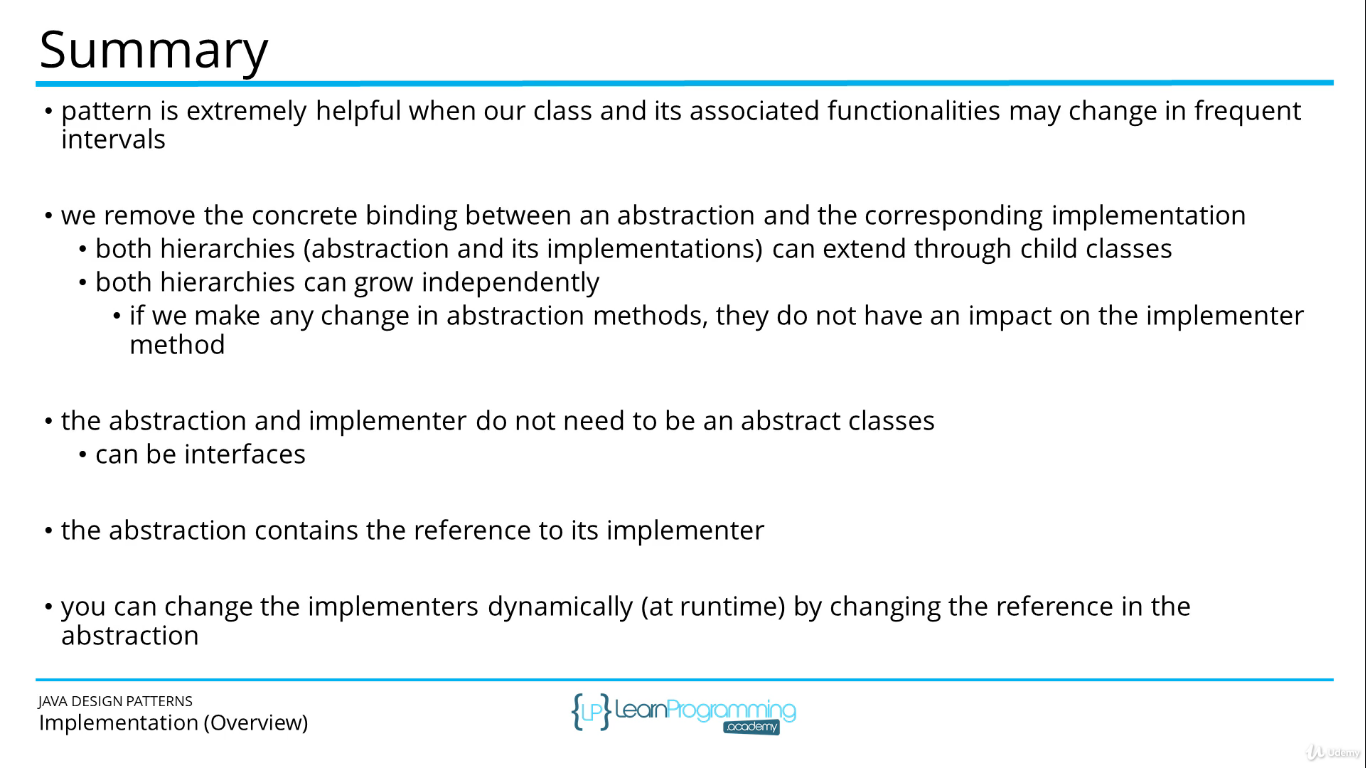 Summary
• pattern is extremely helpful when our class and its associated functionalities may change in frequent
intervals
• we remove the concrete binding between an abstraction and the corresponding implementation
• both hierarchies (abstraction and its implementations) can extend through child classes
• both hierarchies can grow independently
• if we make any change in abstraction methods, they do not have an impact on the implementer
method
• the abstraction and implementer do not need to be an abstract classes
• can be interfaces
• the abstraction contains the reference to its implementer
• you can change the implementers dynamically (at runtime) by changing the reference in the
abstraction
JAVA DESIGN PATTERNS
Implementation (Overview)
{LP} LearnProgramming
.academy
Udemy